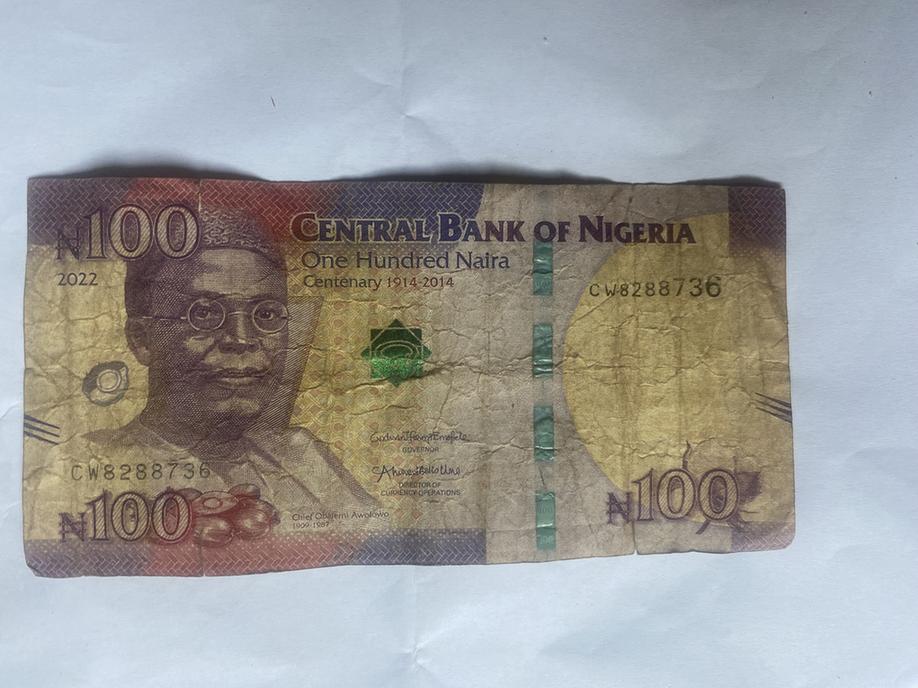 ₦100
CENTRAL BANK OF NIGERIA
One Hundred Naira
Centenary 1914-2014
2022
CW8288736
GOVERNOR
DIRECTOR OF
CURRENCY OPERATIONS
CW8288736
₦100
Chief Obafemi Awolowo
1909-1987
₦100